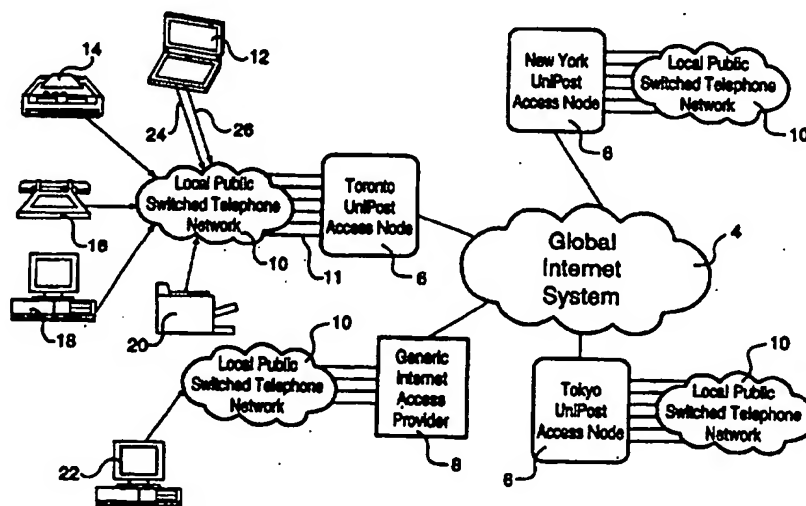 14
12
24
26
Local Public
Switched Telephone
Network
10
11
Toronto
UniPost
Access Node
6
16
18
20
New York
UniPost
Access Node
6
Local Public
Switched Telephone
Network
10
Global
Internet
System
4
10
Local Public
Switched Telephone
Network
Generic
Internet
Access
Provider
8
22
Tokyo
UniPost
Access Node
6
10
Local Public
Switched Telephone
Network